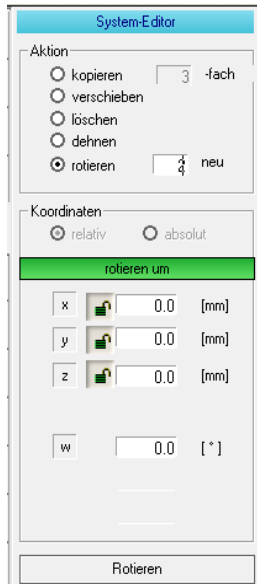 System-Editor
Aktion
kopieren 3 -fach
verschieben
löschen
dehnen
rotieren neu
Koordinaten
relativ absolut
rotieren um
x 0.0 [mm]
y 0.0 [mm]
z 0.0 [mm]
w 0.0 [°]
Rotieren